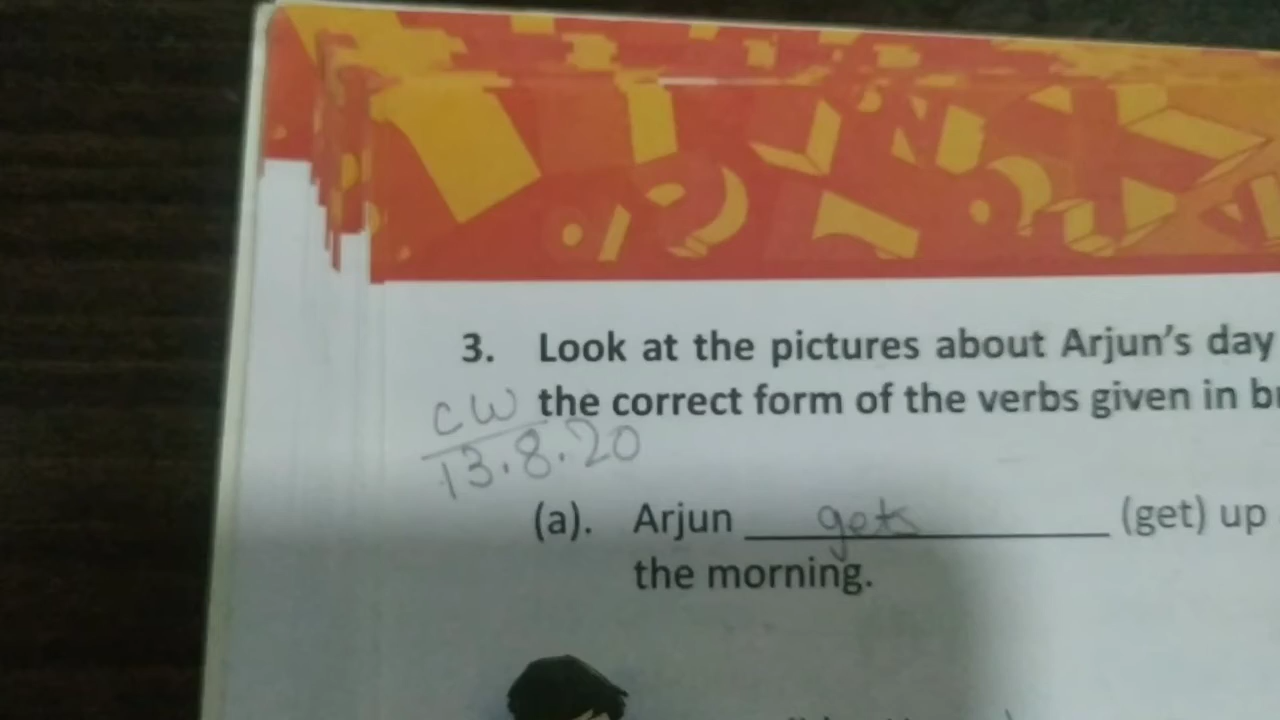 3. Look at the pictures about Arjun's day
CW the correct form of the verbs given in
13.8.20
(a). Arjun gets (get) up
the morning.